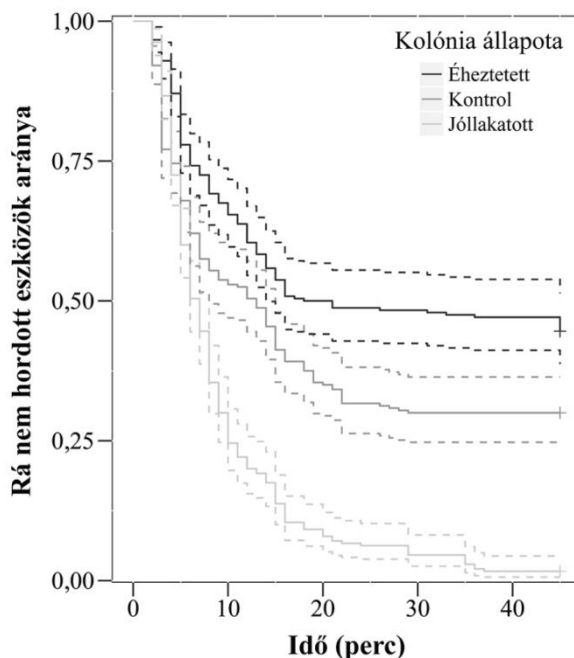 1,00
0,75
0,50
0,25
0,00
Rá nem hordott eszközök aránya
Kolónia állapota
Éheztetett
Kontrol
Jóllakatott
0
10
20
30
40
Idő (perc)